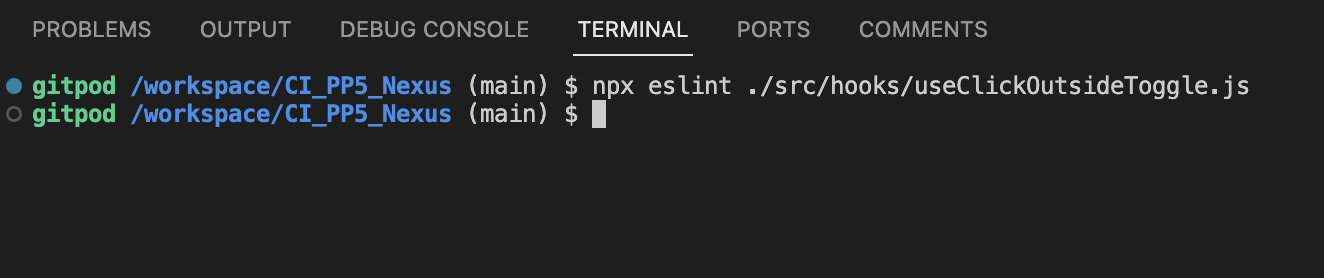 PROBLEMS OUTPUT DEBUG CONSOLE TERMINAL PORTS COMMENTS
gitpod /workspace/CI_PP5_Nexus (main) $ npx eslint ./src/hooks/useClickOutsideToggle.js
gitpod /workspace/CI_PP5_Nexus (main) $